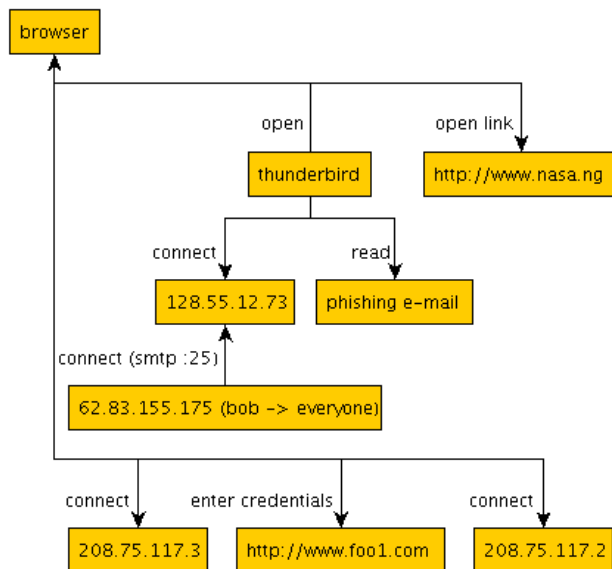 browser
open
open link
thunderbird
http://www.nasa.ng
connect
read
128.55.12.73
phishing e-mail
connect (smtp :25)
62.83.155.175 (bob -> everyone)
connect
enter credentials
connect
208.75.117.3
http://www.foo1.com
208.75.117.2